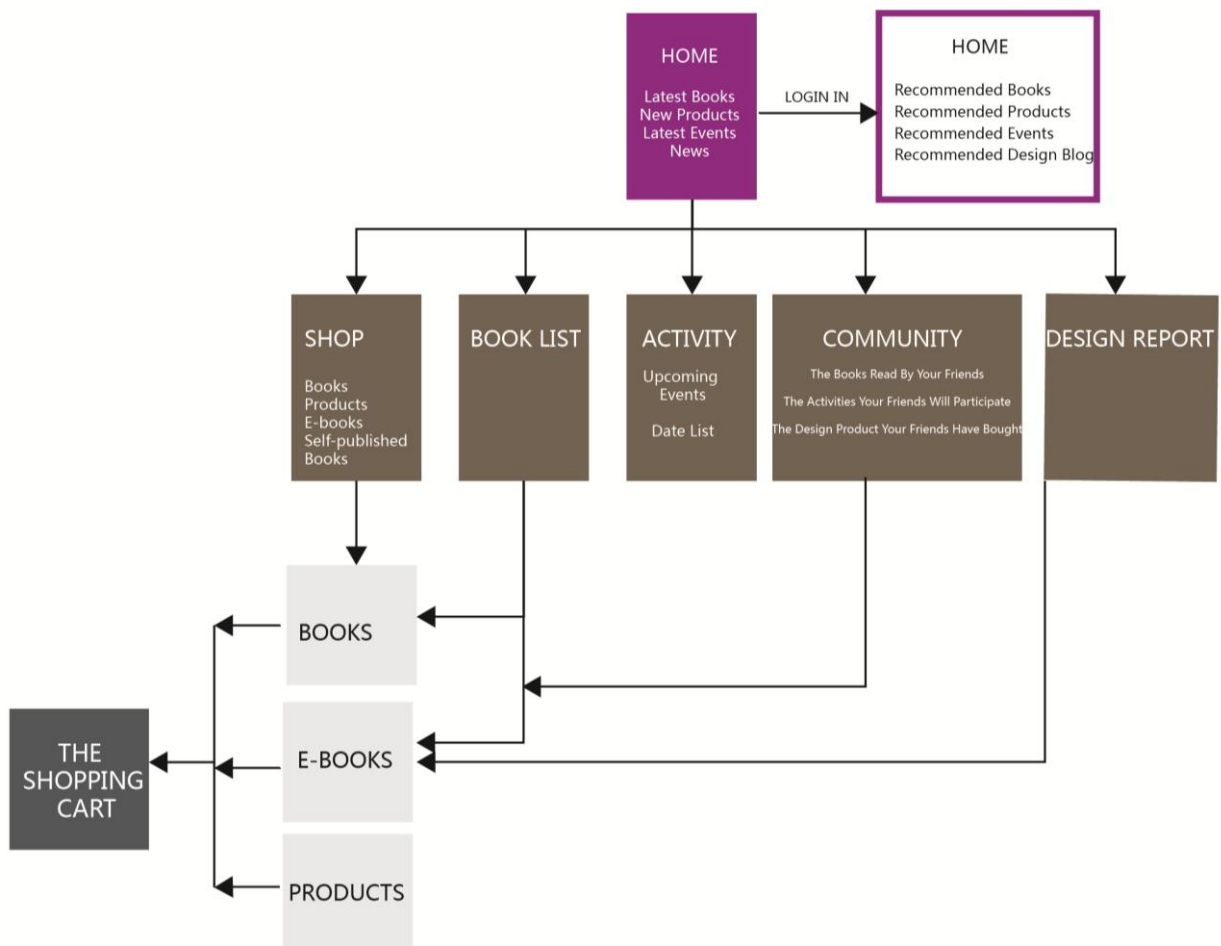 HOME
Latest Books
New Products
Latest Events
News
LOGIN IN
HOME
Recommended Books
Recommended Products
Recommended Events
Recommended Design Blog
SHOP
Books
Products
E-books
Self-published
Books
BOOK LIST
ACTIVITY
Upcoming
Events
Date List
COMMUNITY
The Books Read By Your Friends
The Activities Your Friends Will Participate
The Design Product Your Friends Have Bought
DESIGN REPORT
BOOKS
E-BOOKS
PRODUCTS
THE
SHOPPING
CART